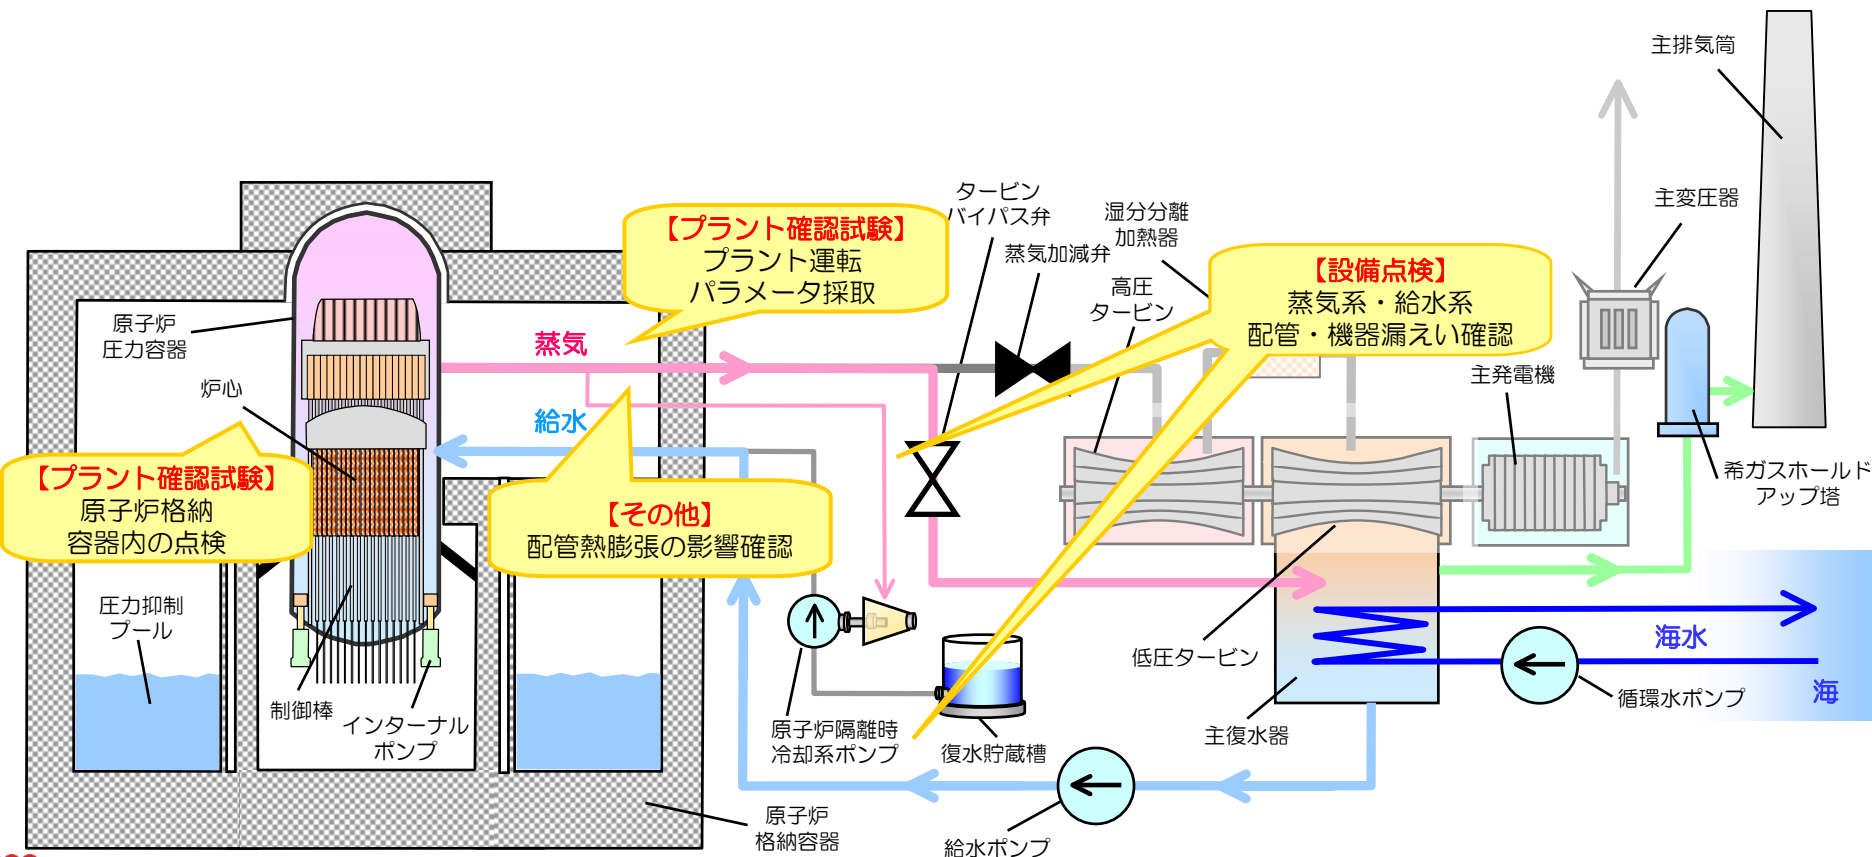 主排気筒
タービン
バイパス弁
湿分分離
加熱器
蒸気加減弁
主変圧器
【プラント確認試験】
プラント運転
パラメータ採取
【設備点検】
蒸気系・給水系
配管・機器漏えい確認
高圧
タービン
原子炉
圧力容器
蒸気
炉心
主発電機
給水
【プラント確認試験】
原子炉格納
容器内の点検
【その他】
配管熱膨張の影響確認
希ガスホールド
アップ塔
圧力抑制
プール
制御棒
インターナル
ポンプ
原子炉隔離時
冷却系ポンプ
復水貯蔵槽
低圧タービン
主復水器
海水
海
循環水ポンプ
原子炉
格納容器
給水ポンプ